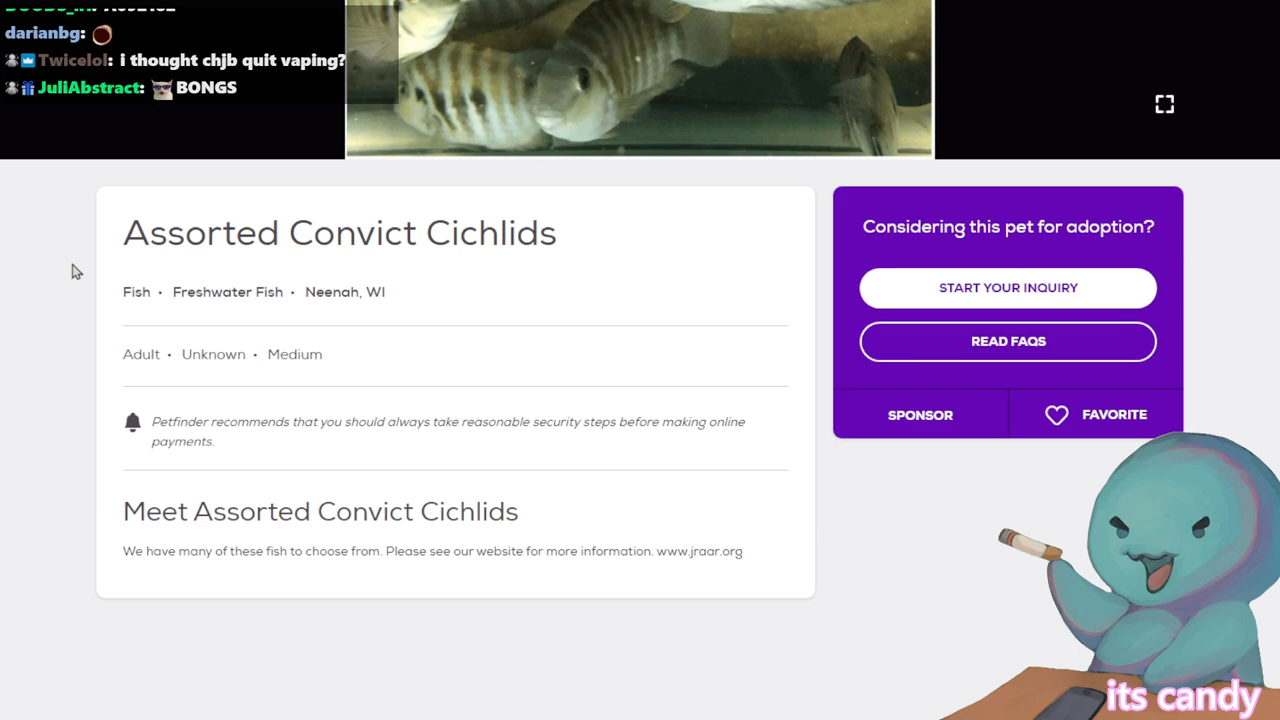 darianbg:
Twicelol: i thought chjb quit vaping?
JuliAbstract: BONGS
Assorted Convict Cichlids
Fish • Freshwater Fish • Neenah, WI
Adult • Unknown • Medium
Petfinder recommends that you should always take reasonable security steps before making online
payments.
Meet Assorted Convict Cichlids
We have many of these fish to choose from. Please see our website for more information. www.jraar.org
Considering this pet for adoption?
START YOUR INQUIRY
READ FAQS
SPONSOR
FAVORITE
its candy